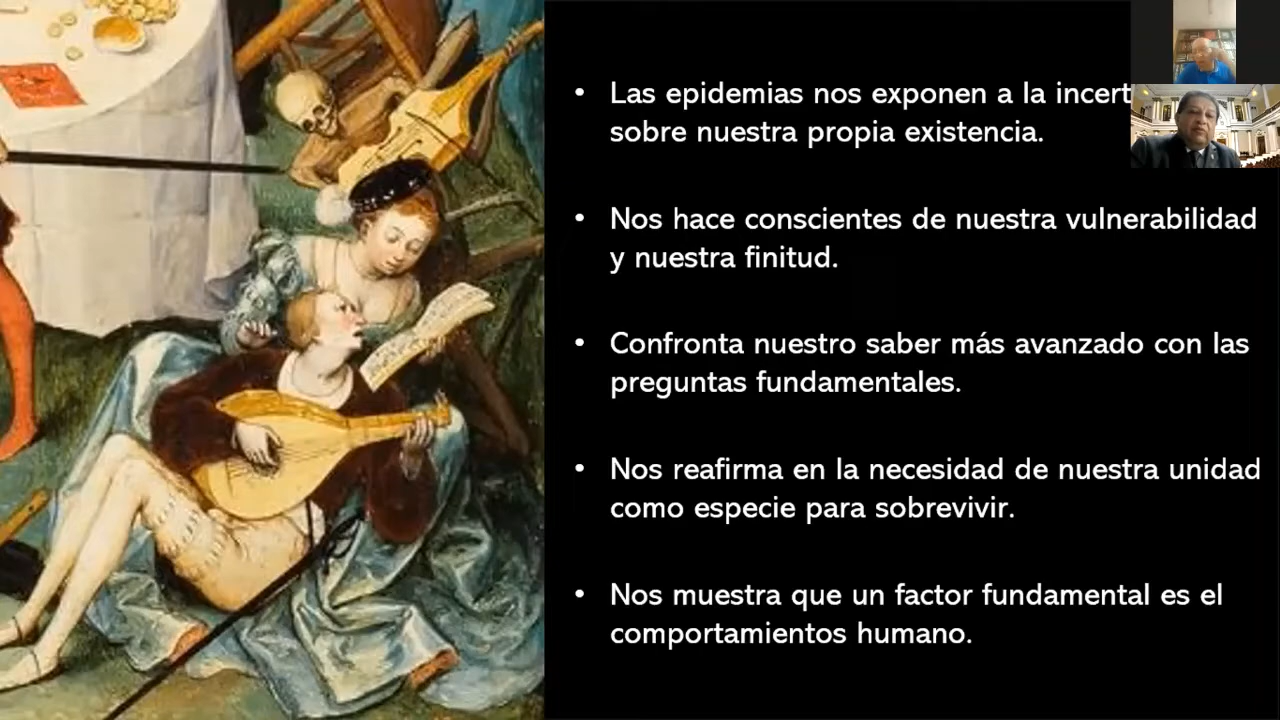 • Las epidemias nos exponen a la
sobre nuestra propia existencia.
• Nos hace conscientes de nuestra vulnerabilidad
y nuestra finitud.
• Confronta nuestro saber más avanzado con las
preguntas fundamentales.
• Nos reafirma en la necesidad de nuestra unidad
como especie para sobrevivir.
• Nos muestra que un factor fundamental es el
comportamientos humano.